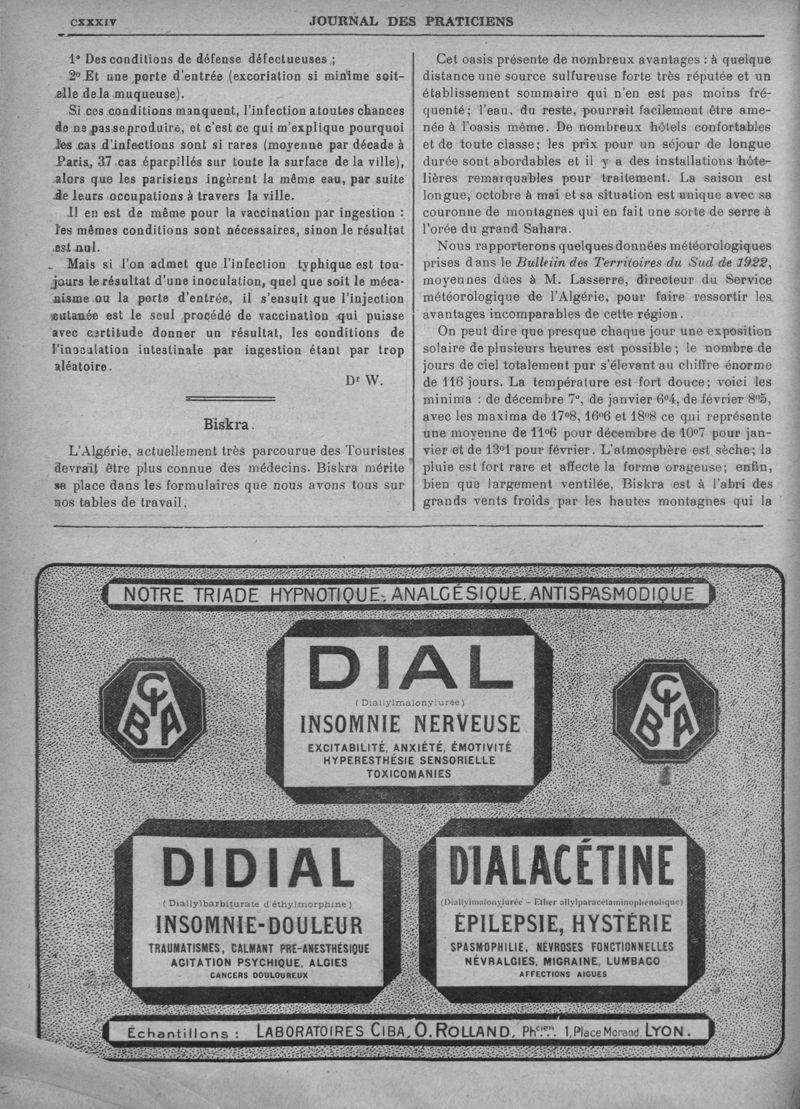 CXXXIV
JOURNAL DES PRATICIENS
1° Des conditions de défense défectueuses ;
2° Et une porte d'entrée (excoriation si minime soit-
elle de la muqueuse).
Si ces conditions manquent, l'infection a toutes chances
de ne pas se produire, et c'est ce qui m'explique pourquoi
les cas d'infections sont si rares (moyenne par décade à
Paris, 37 cas éparpillés sur toute la surface de la ville),
alors que les parisiens ingèrent la même eau, par suite
de leurs occupations à travers la ville.
Il en est de même pour la vaccination par ingestion :
les mêmes conditions sont nécessaires, sinon le résultat
est nul.
Mais si l'on admet que l'infection typhique est tou-
jours le résultat d'une inoculation, quel que soit le méca-
nisme ou la porte d'entrée, il s'ensuit que l'injection
cutanée est le seul procédé de vaccination qui puisse
avec certitude donner un résultat, les conditions de
l'inoculation intestinale par ingestion étant par trop
aléatoire.
Dr W.
Biskra.
L'Algérie, actuellement très parcourue des Touristes
devrait être plus connue des médecins. Biskra mérite
sa place dans les formulaires que nous avons tous sur
nos tables de travail.
Cet oasis présente de nombreux avantages : à quelque
distance une source sulfureuse forte très réputée et un
établissement sommaire qui n'en est pas moins fré-
quenté ; l'eau, du reste, pourrait facilement être ame-
née à l'oasis même. De nombreux hôtels confortables
et de toute classe ; les prix pour un séjour de longue
durée sont abordables et il y a des installations hôte-
lières remarquables pour traitement. La saison est
longue, octobre à mai et sa situation est unique avec sa
couronne de montagnes qui en fait une sorte de serre à
l'orée du grand Sahara.
Nous rapporterons quelques données météorologiques
prises dans le Bulletin des Territoires du Sud de 1922,
moyennes dûes à M. Lasserre, directeur du Service
météorologique de l'Algérie, pour faire ressortir les
avantages incomparables de cette région.
On peut dire que presque chaque jour une exposition
solaire de plusieurs heures est possible ; le nombre de
jours de ciel totalement pur s'élevant au chiffre énorme
de 116 jours. La température est fort douce ; voici les
minima : de décembre 7°, de janvier 6°4, de février 8°5,
avec les maxima de 17°8, 16°6 et 18°8 ce qui représente
une moyenne de 11°6 pour décembre de 10°7 pour jan-
vier et de 13°1 pour février. L'atmosphère est sèche ; la
pluie est fort rare et affecte la forme orageuse ; enfin,
bien que largement ventilée, Biskra est à l'abri des
grands vents froids par les hautes montagnes qui la
NOTRE TRIADE HYPNOTIQUE, ANALGÉSIQUE, ANTISPASMODIQUE
CIBA
DIAL
(Diallylmalonylurée)
INSOMNIE NERVEUSE
EXCITABILITÉ, ANXIÉTÉ, ÉMOTIVITÉ
HYPERESTHÉSIE SENSORIELLE
TOXICOMANIES
CIBA
DIDIAL
(Diallylbarbiturate d'éthylmorphine)
INSOMNIE-DOULEUR
TRAUMATISMES, CALMANT PRÉ-ANESTHÉSIQUE
AGITATION PSYCHIQUE, ALGIES
CANCERS DOULOUREUX
DIALACÉTINE
(Diallylmalonylurée - Ether allylparacétaminophénolique)
ÉPILEPSIE, HYSTÉRIE
SPASMOPHILIE, NÉVROSES FONCTIONNELLES
NÉVRALGIES, MIGRAINE, LUMBAGO
AFFECTIONS AIGUES
Échantillons : LABORATOIRES CIBA, O. ROLLAND, Phcien, 1, Place Morand, LYON.